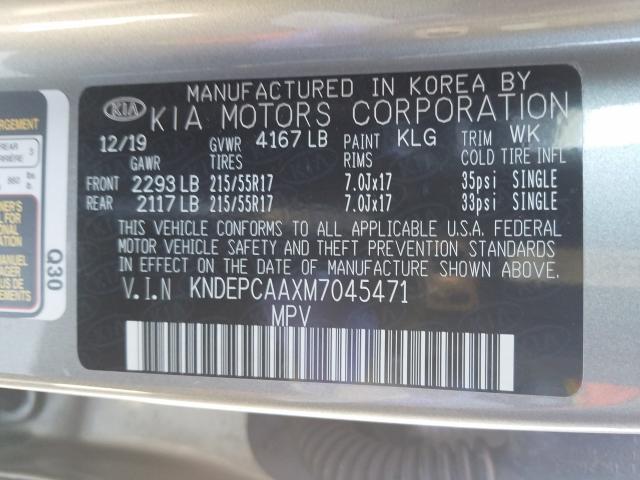 MANUFACTURED IN KOREA BY
KIA KIA MOTORS CORPORATION
12/19 GVWR 4167 LB PAINT KLG TRIM WK
GAWR TIRES RIMS COLD TIRE INFL
FRONT 2293 LB 215/55R17 7.0Jx17 35psi SINGLE
REAR 2117 LB 215/55R17 7.0Jx17 33psi SINGLE
THIS VEHICLE CONFORMS TO ALL APPLICABLE U.S.A. FEDERAL
MOTOR VEHICLE SAFETY AND THEFT PREVENTION STANDARDS
IN EFFECT ON THE DATE OF MANUFACTURE SHOWN ABOVE.
V.I.N KNDEPCAAXM7045471
MPV
Q30
REAR